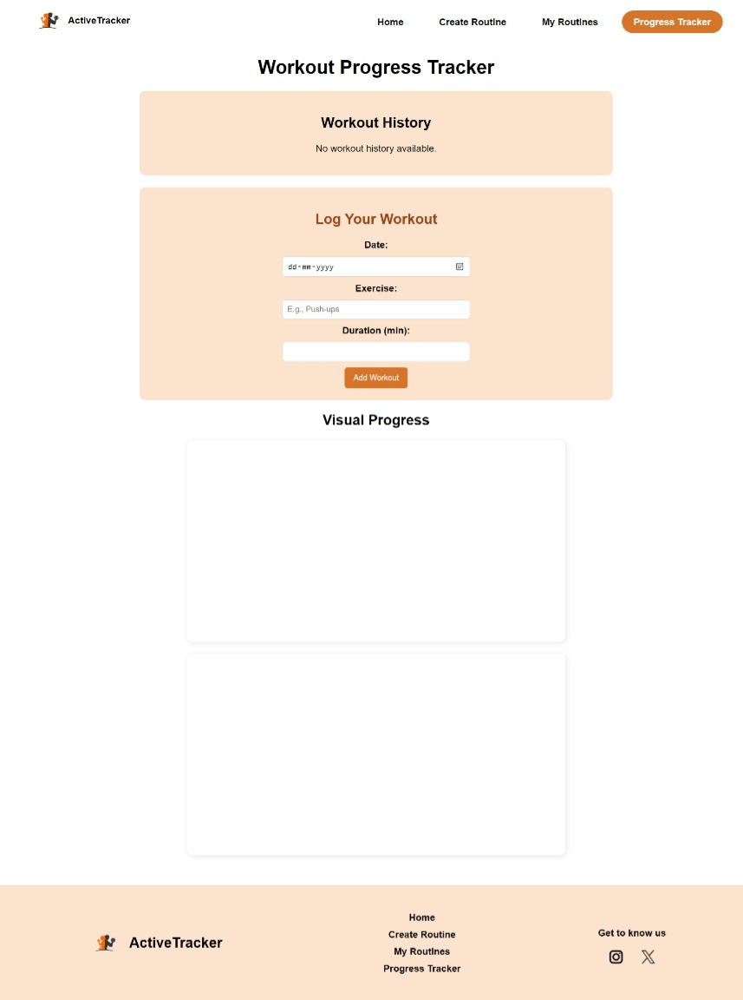 ActiveTracker
Home
Create Routine
My Routines
Progress Tracker
Workout Progress Tracker
Workout History
No workout history available.
Log Your Workout
Date:
dd-mm-yyyy
Exercise:
E.g., Push-ups
Duration (min):
Add Workout
Visual Progress
ActiveTracker
Home
Create Routine
My Routines
Progress Tracker
Get to know us